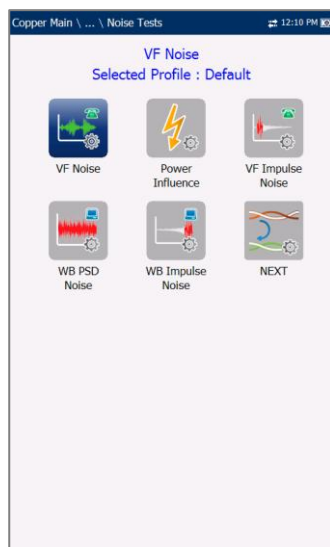 Copper Main \ ... \ Noise Tests 12:10 PM
VF Noise
Selected Profile : Default
VF Noise
Power
Influence
VF Impulse
Noise
WB PSD
Noise
WB Impulse
Noise
NEXT